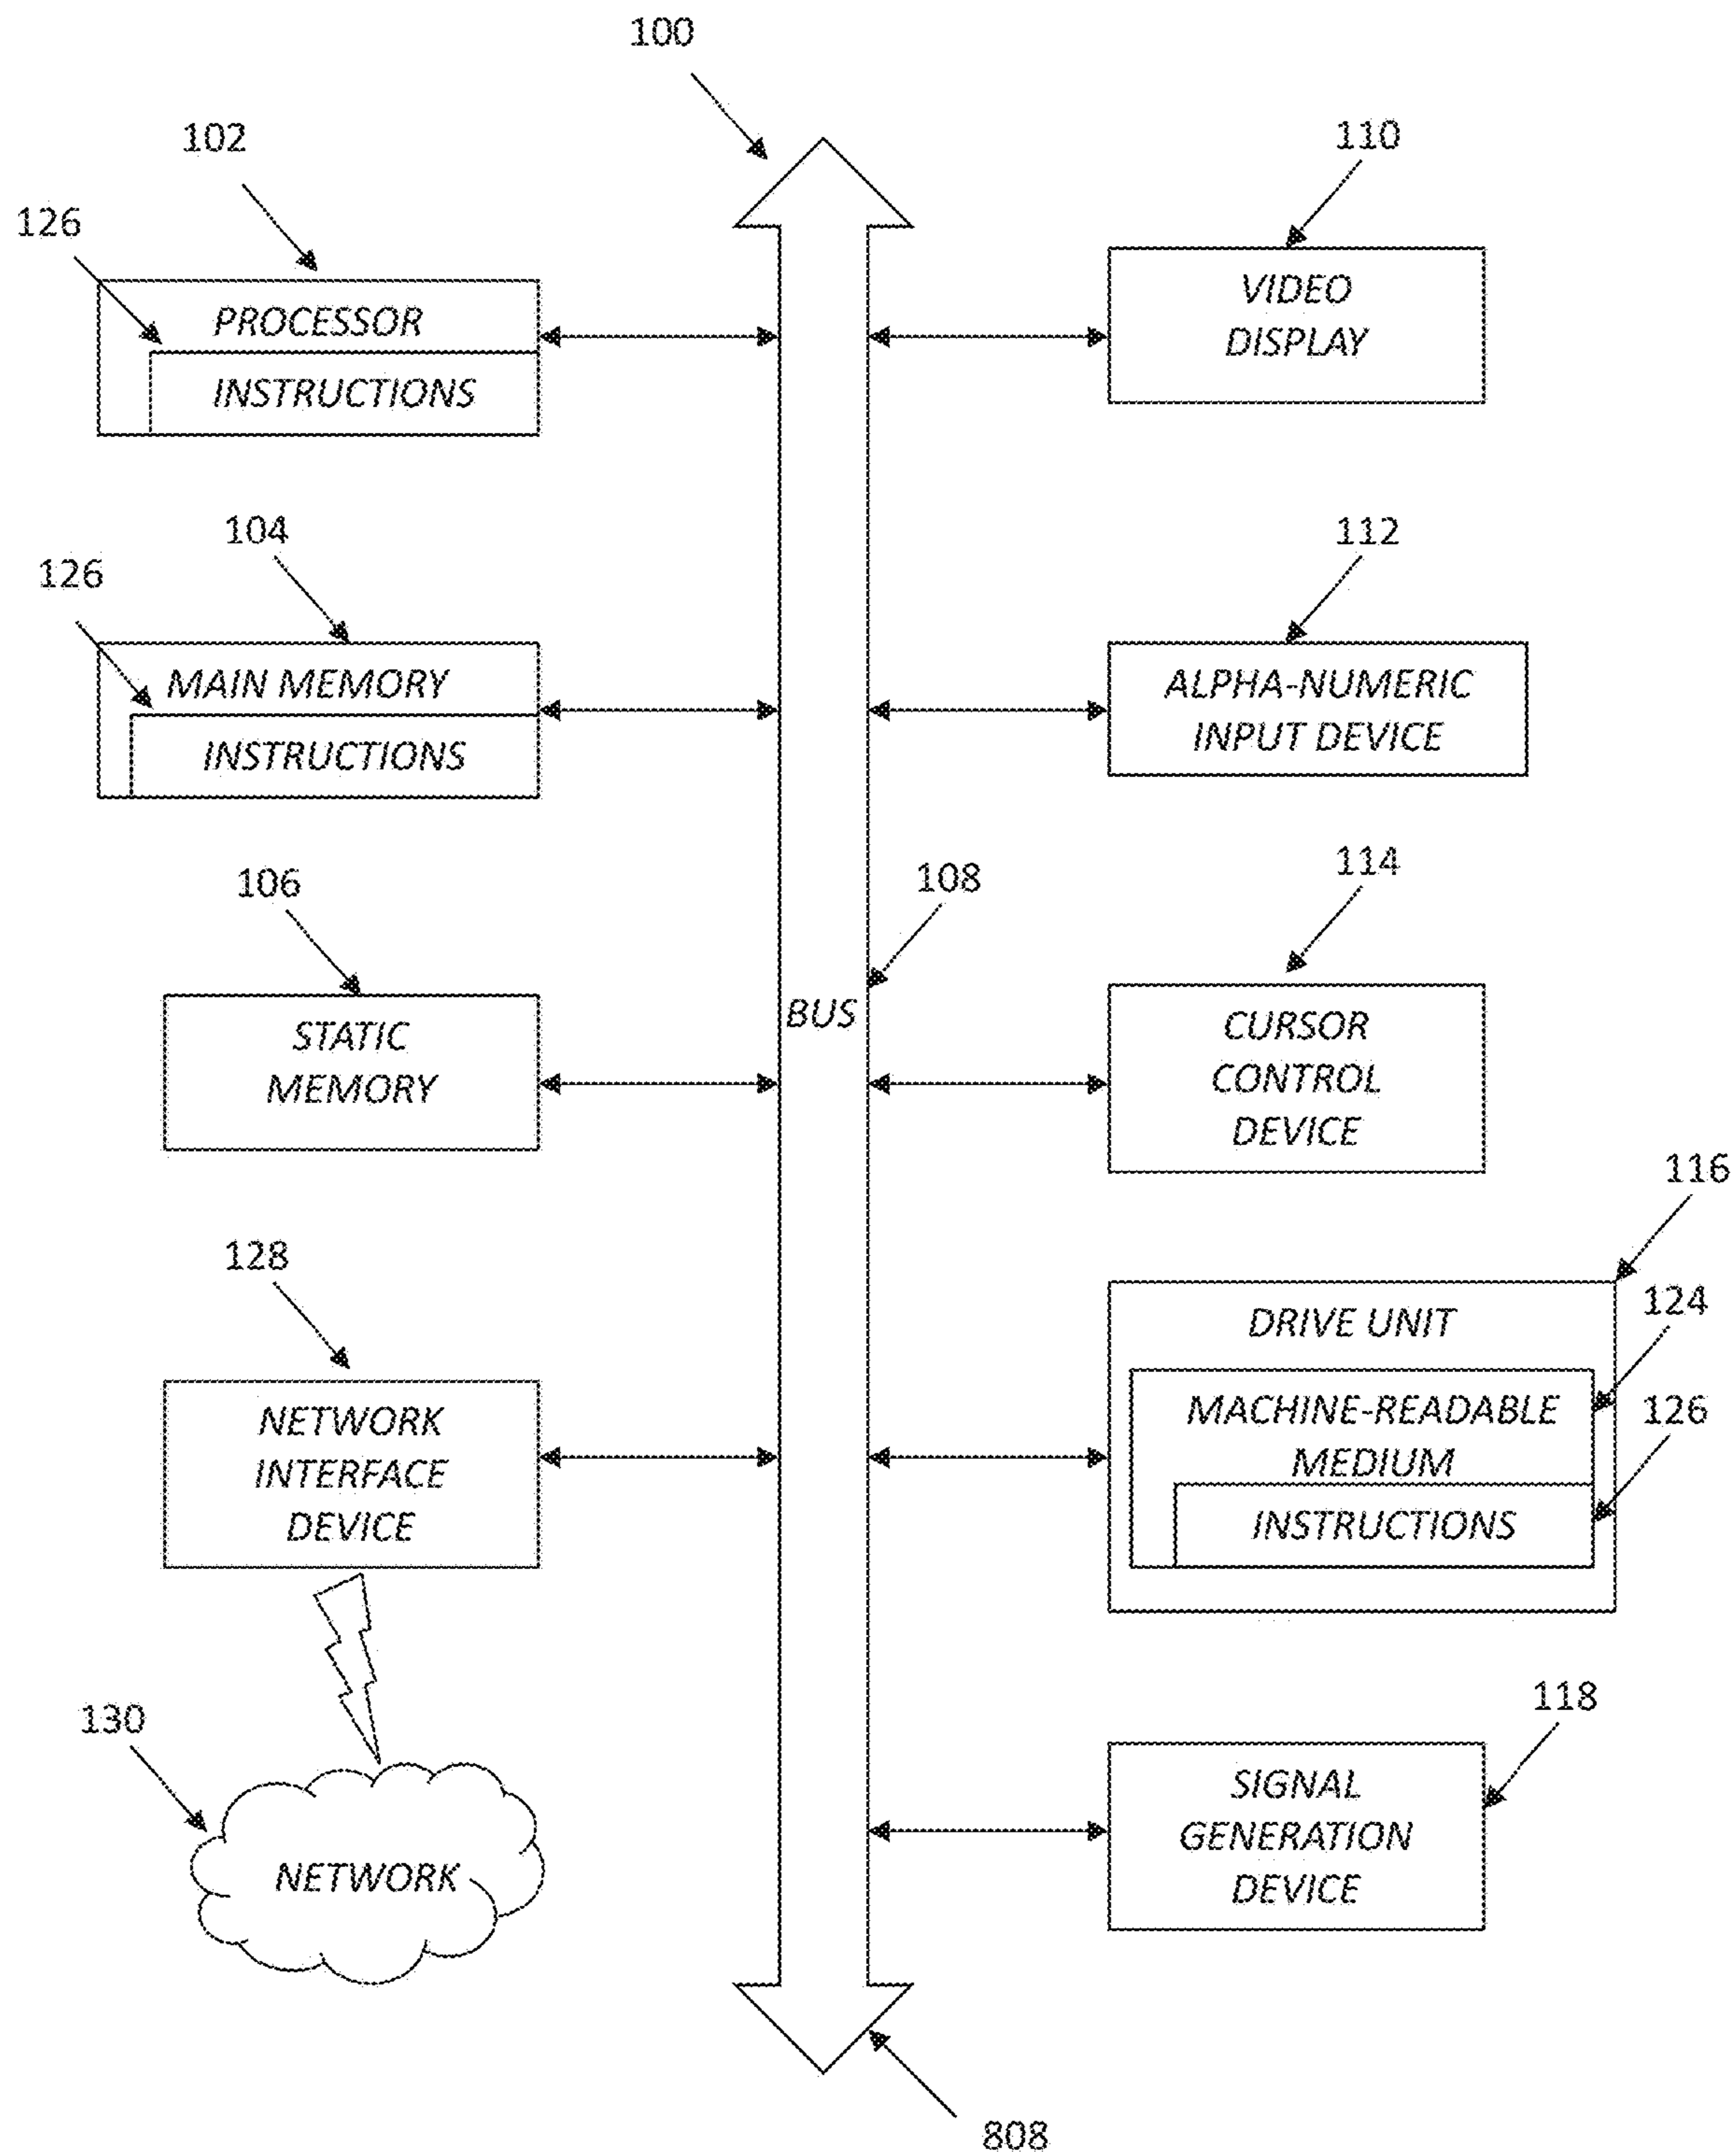 100
102
110
126
PROCESSOR
INSTRUCTIONS
VIDEO
DISPLAY
104
112
126
MAIN MEMORY
INSTRUCTIONS
ALPHA-NUMERIC
INPUT DEVICE
106
108
114
STATIC
MEMORY
BUS
CURSOR
CONTROL
DEVICE
116
128
124
126
NETWORK
INTERFACE
DEVICE
DRIVE UNIT
MACHINE-READABLE
MEDIUM
INSTRUCTIONS
130
118
NETWORK
SIGNAL
GENERATION
DEVICE
808